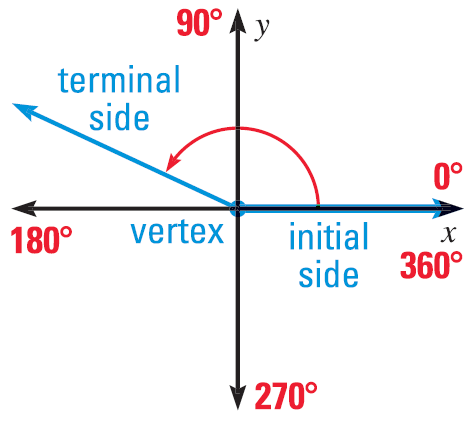 90°
y
terminal
side
0°
180°
vertex
initial
side
x
360°
270°